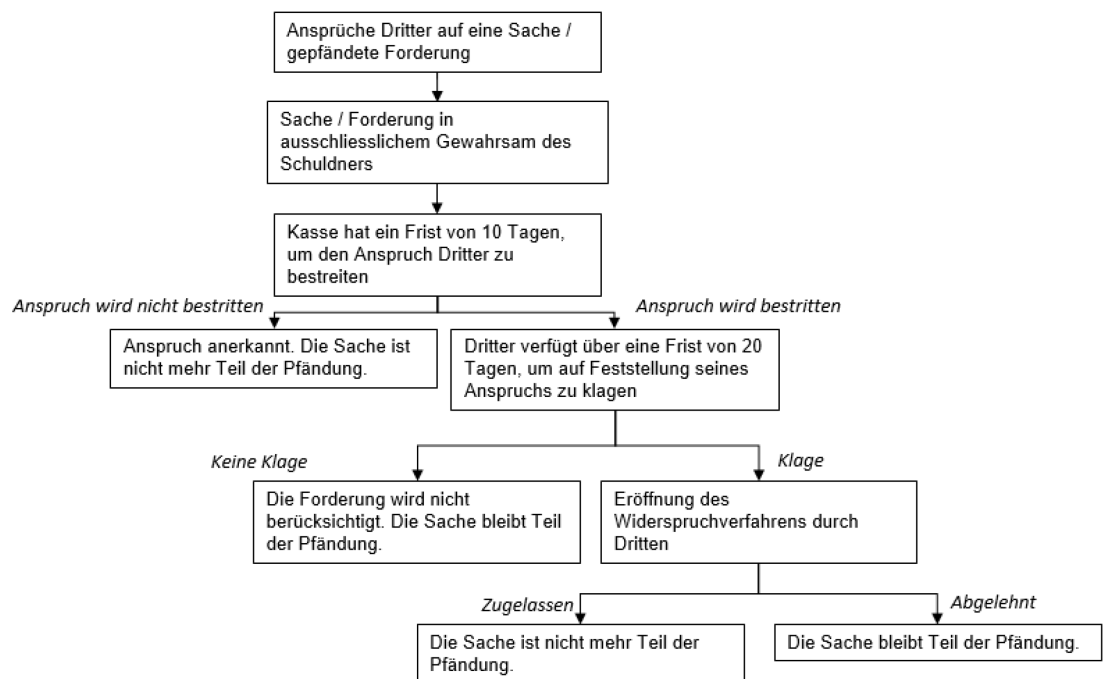 Ansprüche Dritter auf eine Sache /
gepfändete Forderung
Sache / Forderung in
ausschliesslichem Gewahrsam des
Schuldners
Kasse hat ein Frist von 10 Tagen,
um den Anspruch Dritter zu
bestreiten
Anspruch wird nicht bestritten
Anspruch wird bestritten
Anspruch anerkannt. Die Sache ist
nicht mehr Teil der Pfändung.
Dritter verfügt über eine Frist von 20
Tagen, um auf Feststellung seines
Anspruchs zu klagen
Keine Klage
Klage
Die Forderung wird nicht
berücksichtigt. Die Sache bleibt Teil
der Pfändung.
Eröffnung des
Widerspruchverfahrens durch
Dritten
Zugelassen
Abgelehnt
Die Sache ist nicht mehr Teil der
Pfändung.
Die Sache bleibt Teil der Pfändung.